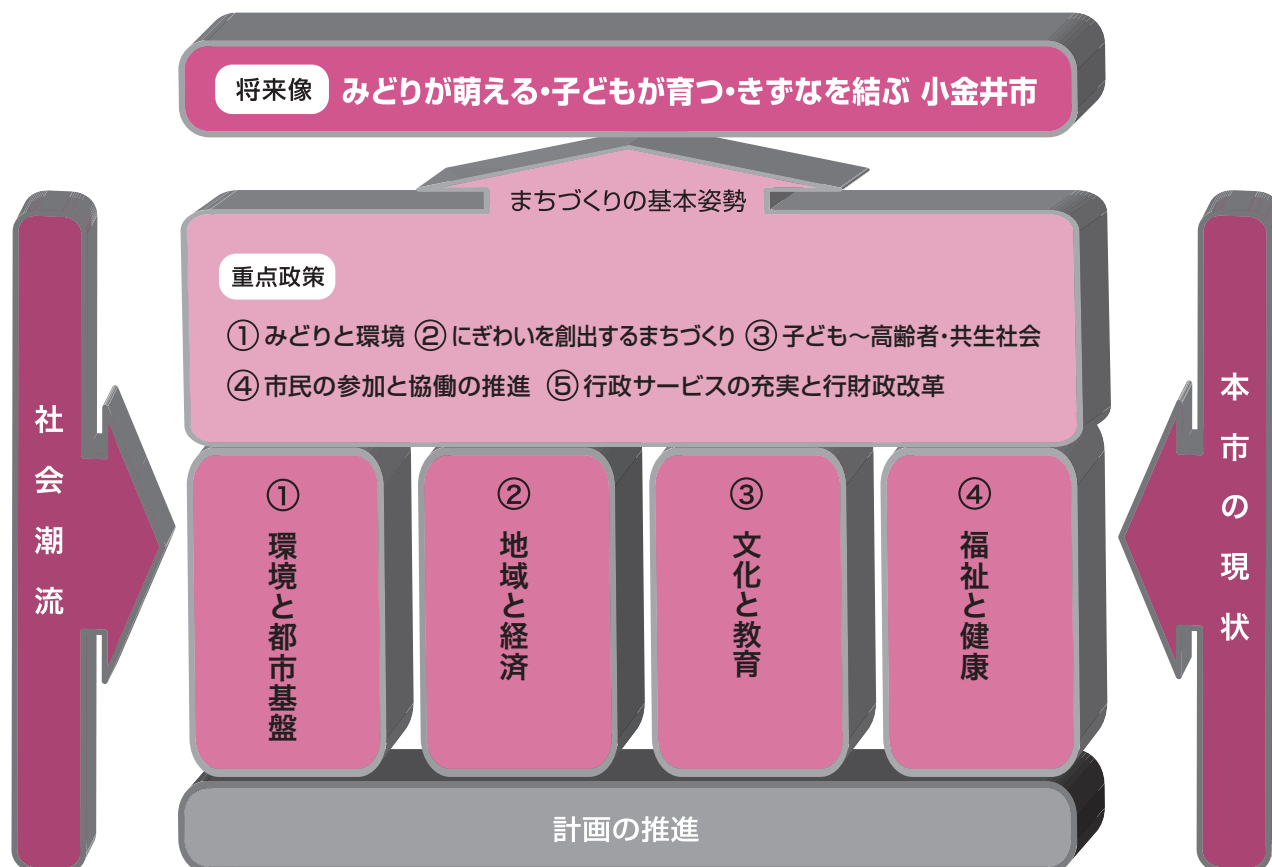 将来像 みどりが萌える・子どもが育つ・きずなを結ぶ 小金井市
まちづくりの基本姿勢
重点政策
①みどりと環境 ②にぎわいを創出するまちづくり ③子ども〜高齢者・共生社会
④市民の参加と協働の推進 ⑤行政サービスの充実と行財政改革
社会潮流
本市の現状
①環境と都市基盤
②地域と経済
③文化と教育
④福祉と健康
計画の推進